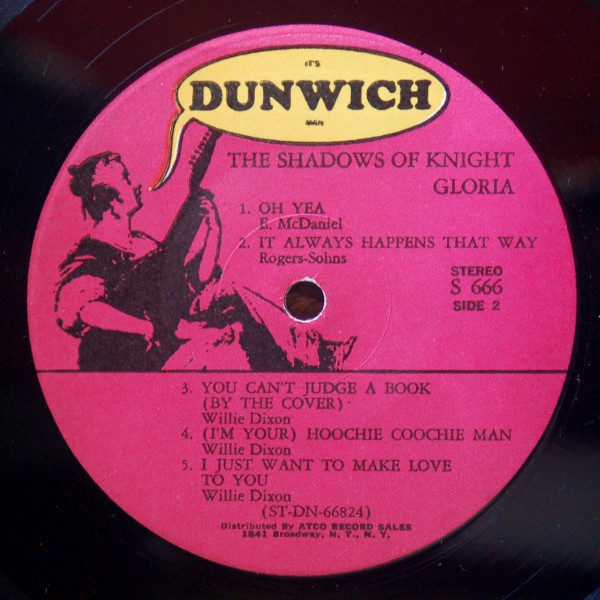 IT'S
DUNWICH
MAN
THE SHADOWS OF KNIGHT
GLORIA
1. OH YEA
E. McDaniel
2. IT ALWAYS HAPPENS THAT WAY
Rogers-Sohns
STEREO
S 666
SIDE 2
3. YOU CAN'T JUDGE A BOOK
(BY THE COVER)
Willie Dixon
4. (I'M YOUR) HOOCHIE COOCHIE MAN
Willie Dixon
5. I JUST WANT TO MAKE LOVE
TO YOU
Willie Dixon
(ST-DN-66824)
Distributed By ATCO RECORD SALES
1841 Broadway, N. Y., N. Y,